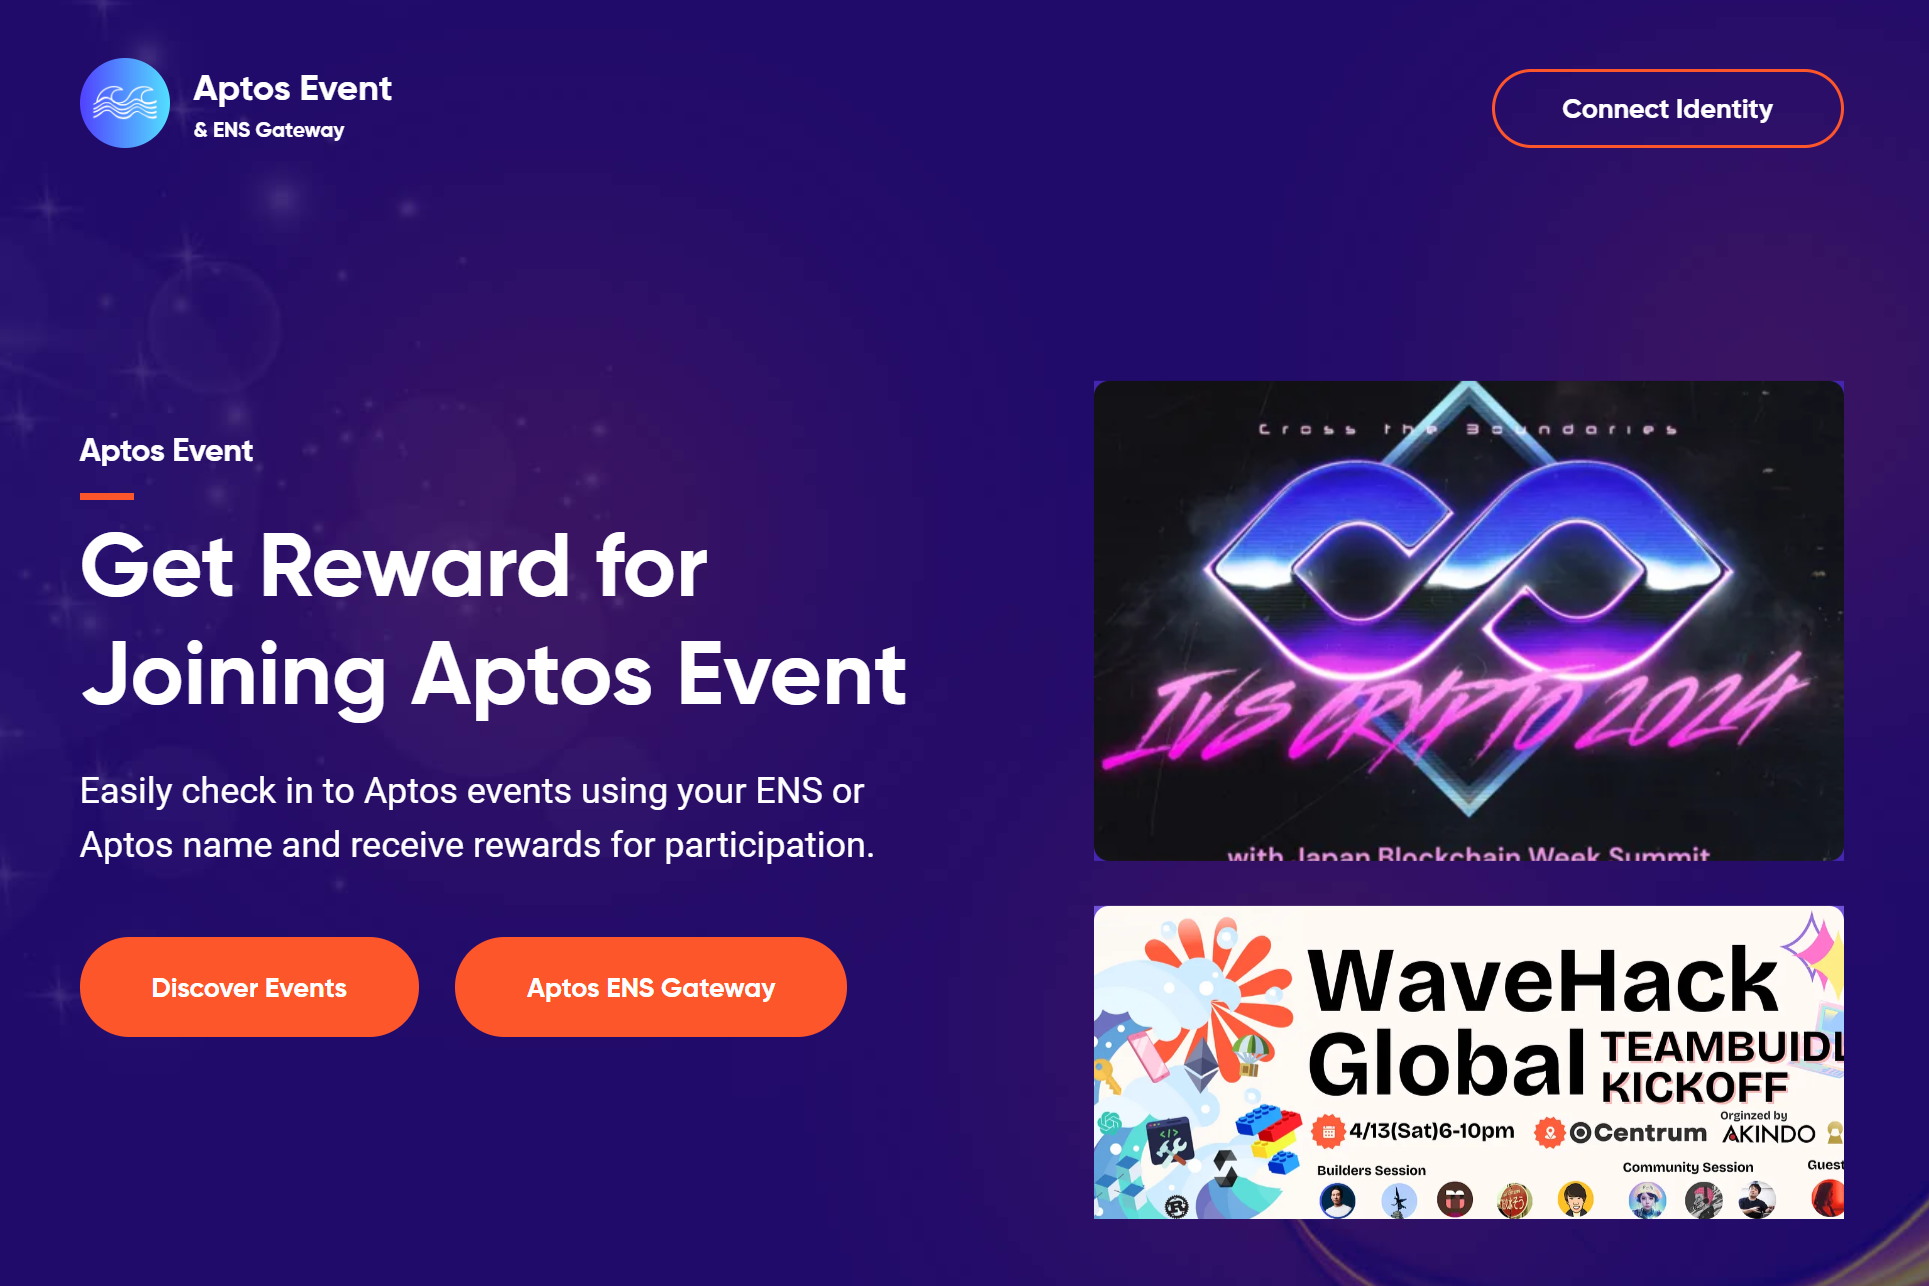 Aptos Event
& ENS Gateway
Connect Identity
Aptos Event
Get Reward for
Joining Aptos Event
Easily check in to Aptos events using your ENS or
Aptos name and receive rewards for participation.
Discover Events
Aptos ENS Gateway
Cross the Boundaries
IVS CRYPTO 2024
with Japan Blockchain Week Summit
WaveHack
Global
TEAMBUIDL
KICKOFF
4/13(Sat)6-10pm
Centrum
Orginzed by
AKINDO
Builders Session
Community Session
Guest